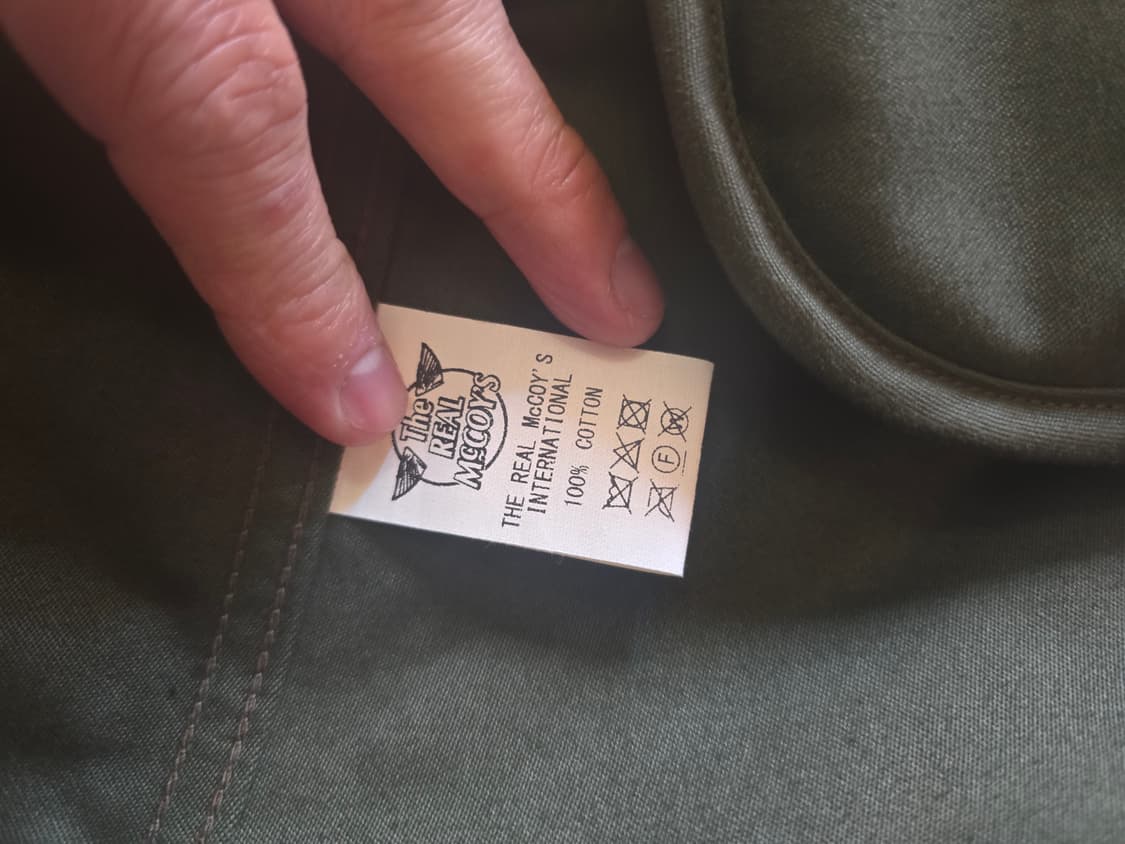 The
REAL
McCOY'S
THE REAL McCOY'S
INTERNATIONAL
100% COTTON
F
W